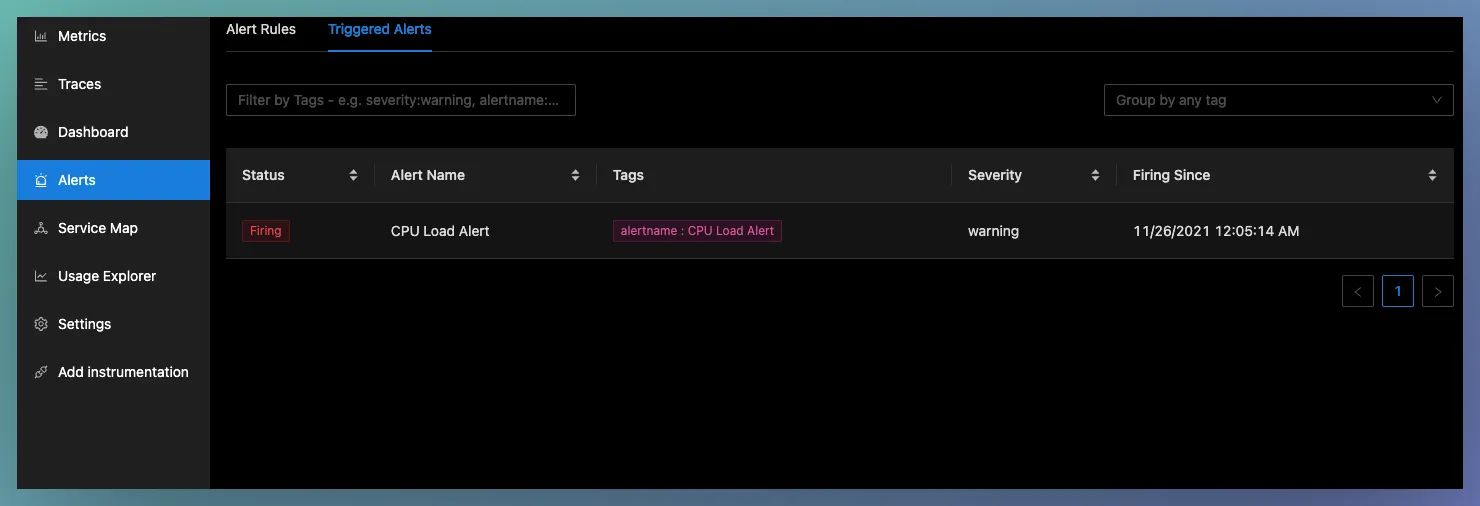 Metrics
Traces
Dashboard
Alerts
Service Map
Usage Explorer
Settings
Add instrumentation
Alert Rules Triggered Alerts
Filter by Tags - e.g. severity:warning, alertname:... Group by any tag
Status Alert Name Tags Severity Firing Since
Firing CPU Load Alert alertname : CPU Load Alert warning 11/26/2021 12:05:14 AM
< 1 >